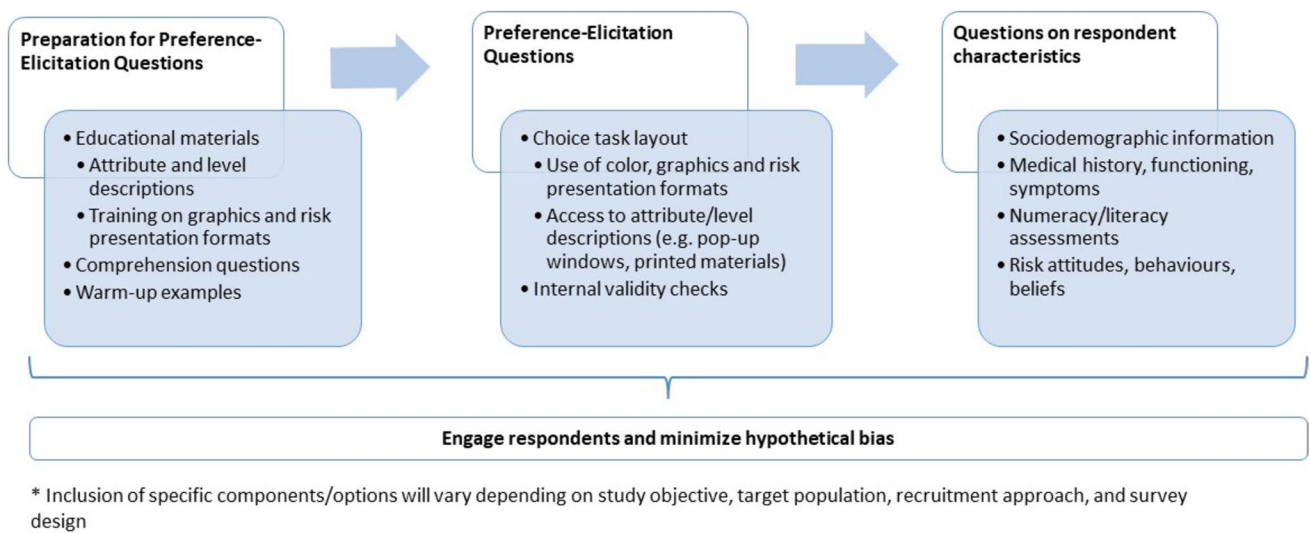 Preparation for Preference-
Elicitation Questions
• Educational materials
• Attribute and level
descriptions
• Training on graphics and risk
presentation formats
• Comprehension questions
• Warm-up examples
Preference-Elicitation
Questions
• Choice task layout
• Use of color, graphics and risk
presentation formats
• Access to attribute/level
descriptions (e.g. pop-up
windows, printed materials)
• Internal validity checks
Questions on respondent
characteristics
• Sociodemographic information
• Medical history, functioning,
symptoms
• Numeracy/literacy
assessments
• Risk attitudes, behaviours,
beliefs
Engage respondents and minimize hypothetical bias
* Inclusion of specific components/options will vary depending on study objective, target population, recruitment approach, and survey
design